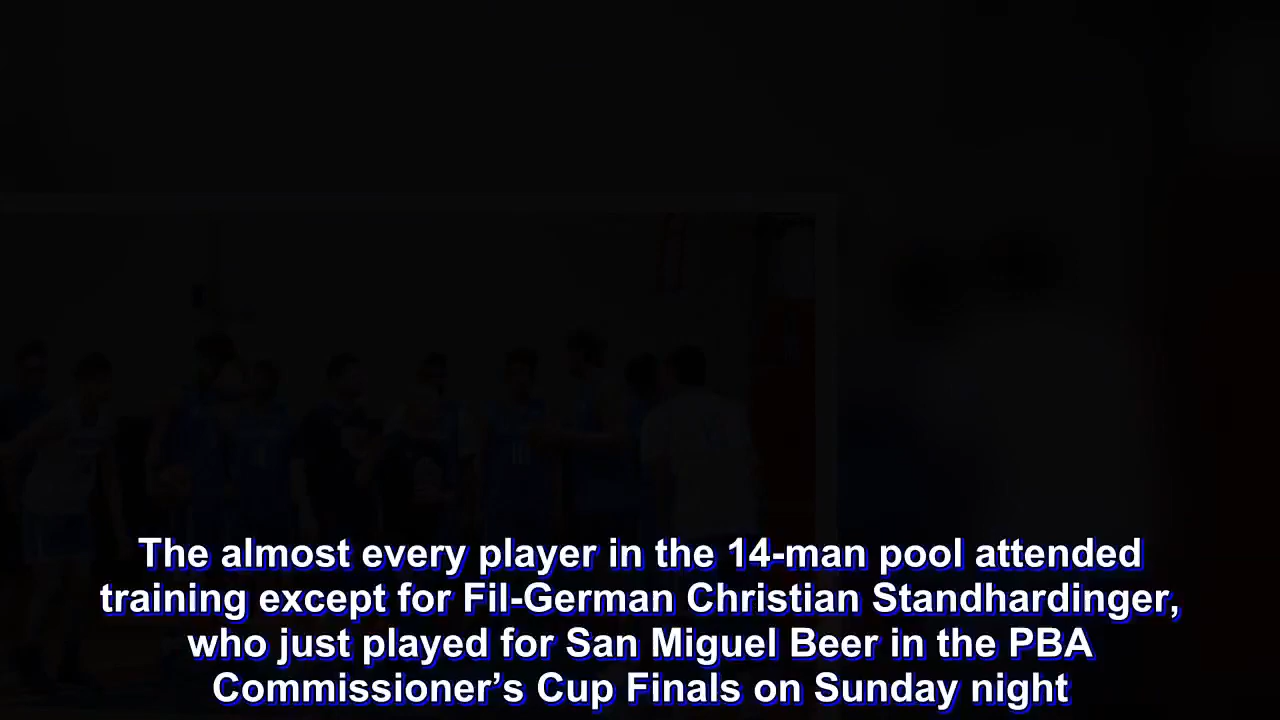 The almost every player in the 14-man pool attended
training except for Fil-German Christian Standhardinger,
who just played for San Miguel Beer in the PBA
Commissioner’s Cup Finals on Sunday night